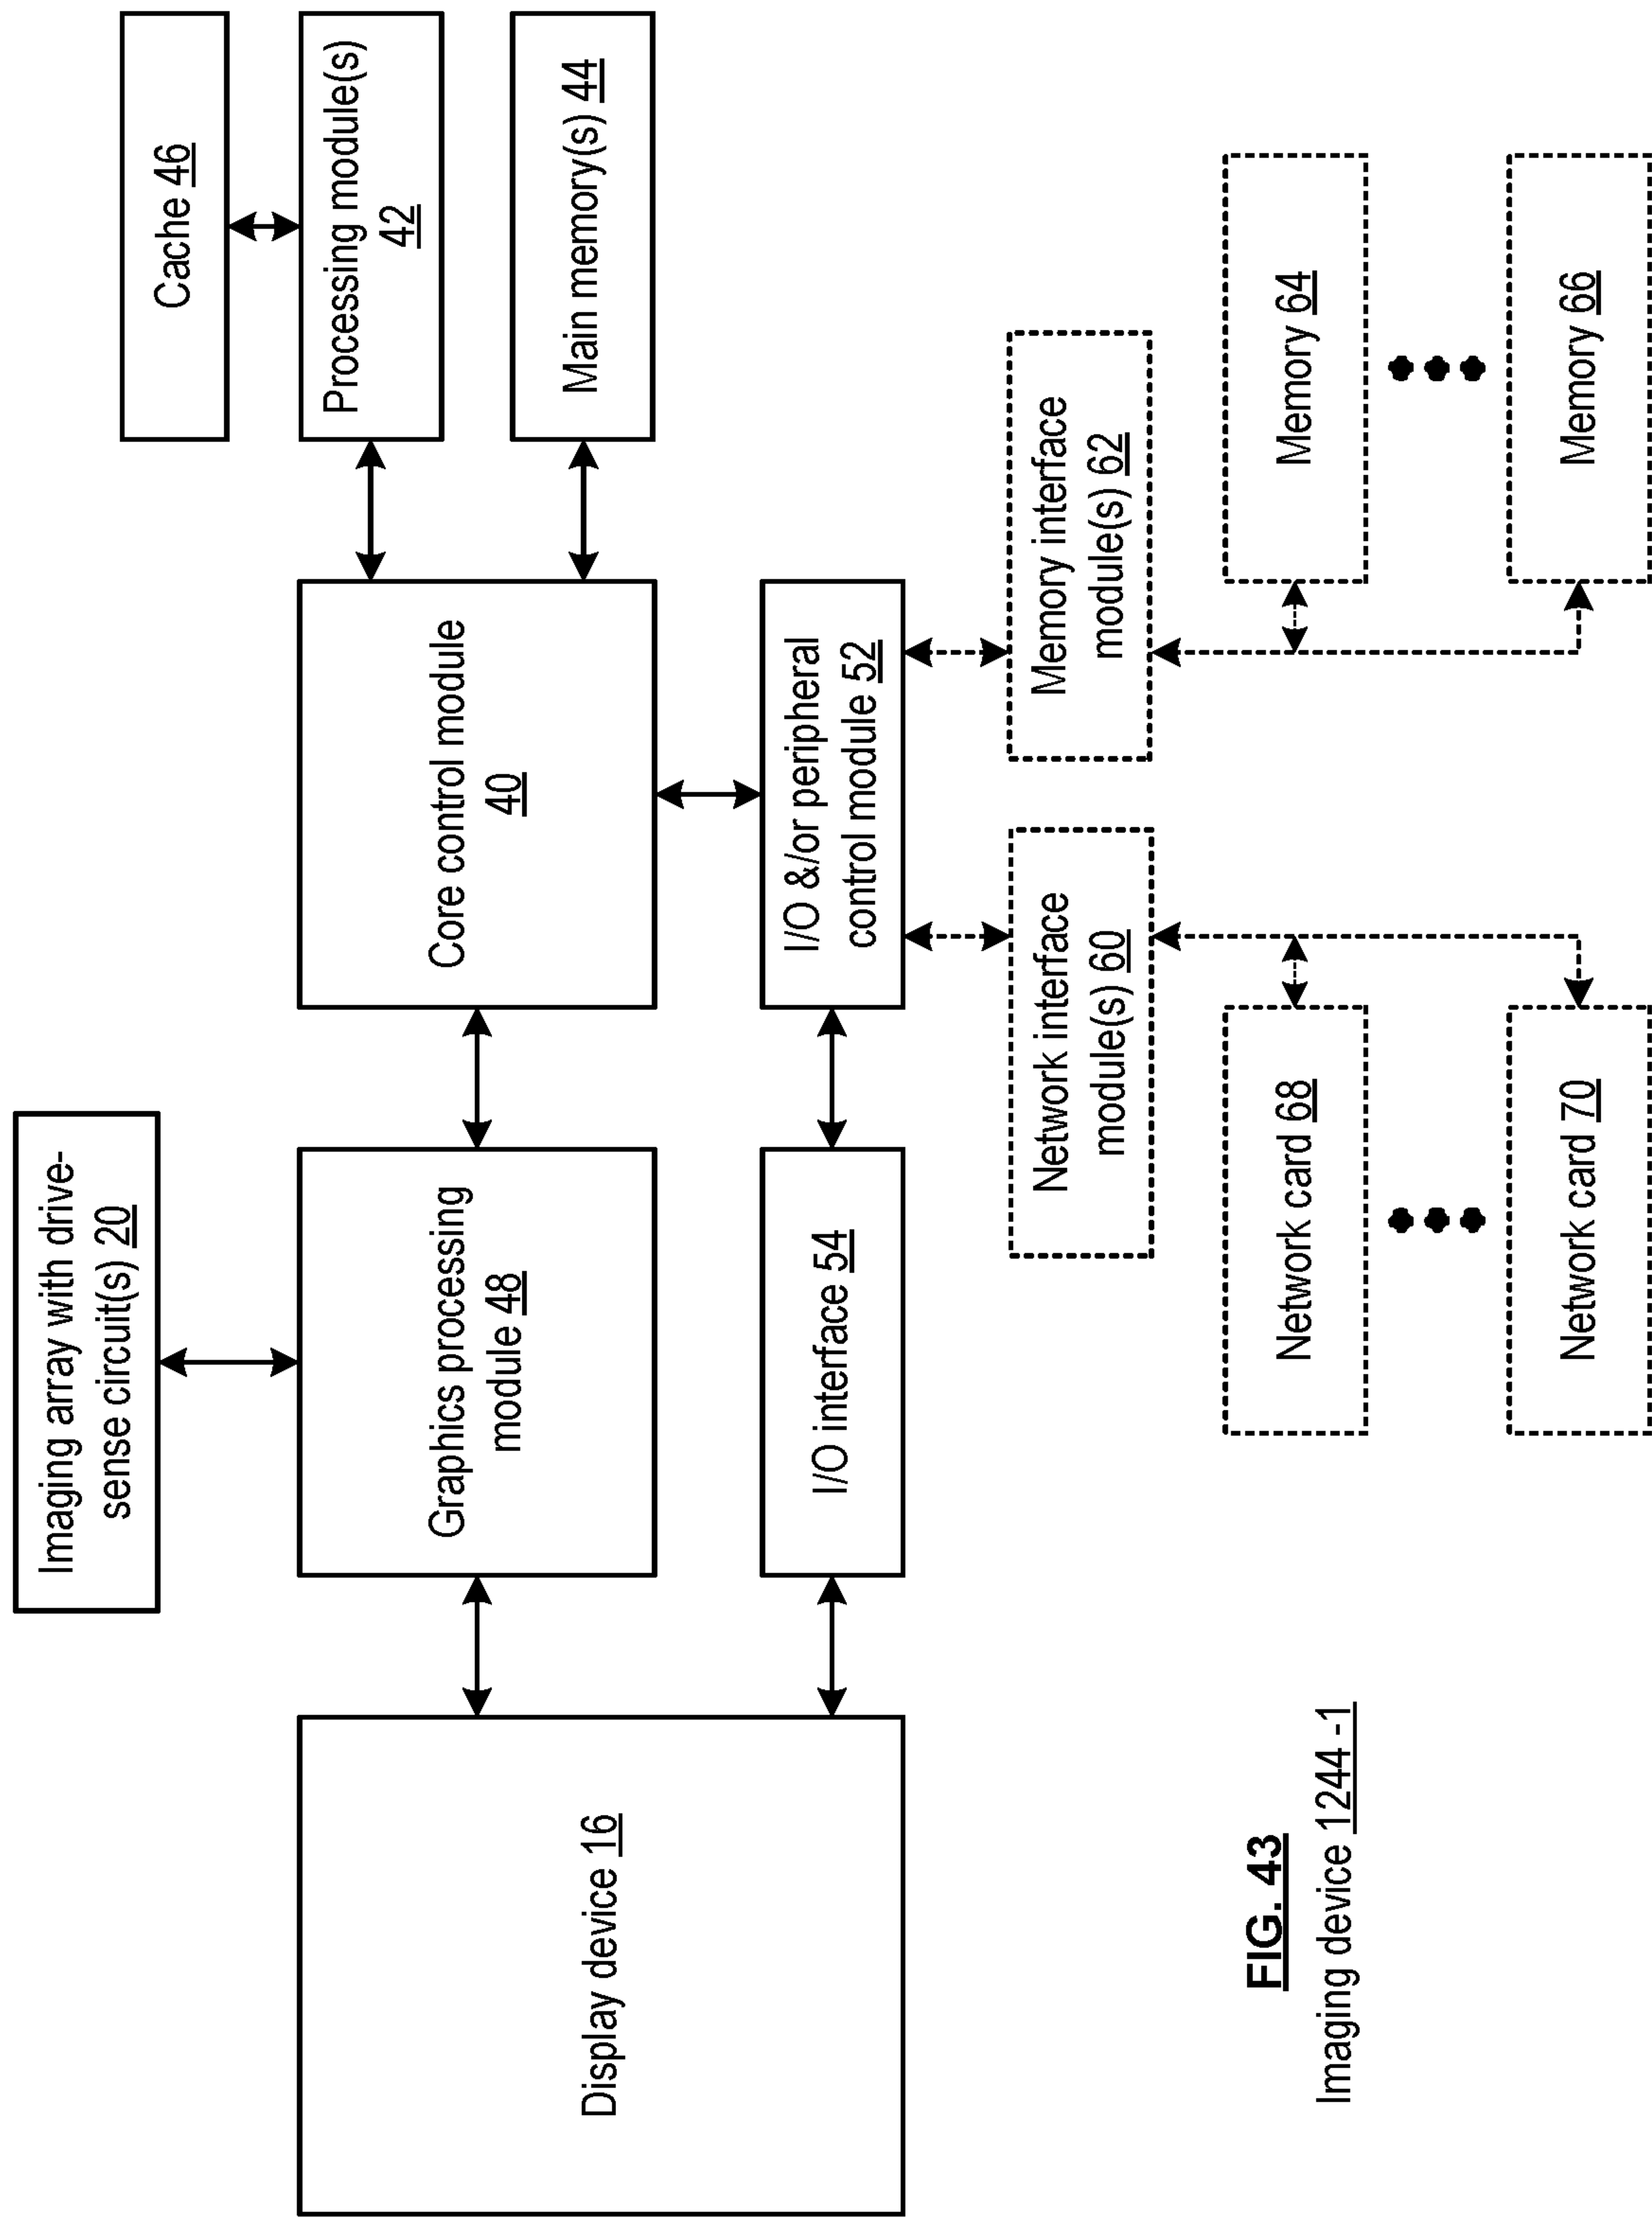 Imaging array with drive-
sense circuit(s) 20
Cache 46
Display device 16
Graphics processing
module 48
Core control module
40
Processing module(s)
42
Main memory(s) 44
I/O interface 54
I/O &/or peripheral
control module 52
Network interface
module(s) 60
Memory interface
module(s) 62
Network card 68
Memory 64
Network card 70
Memory 66
FIG. 43
Imaging device 1244 -1